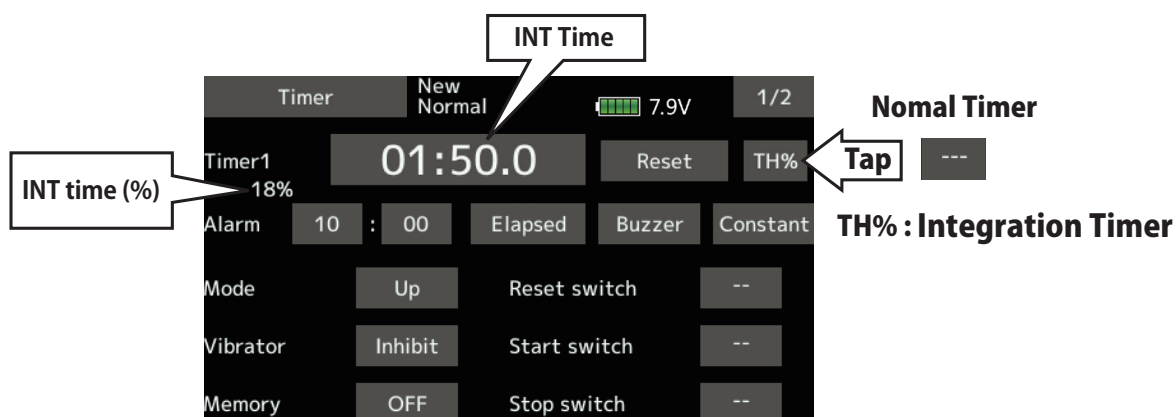 INT Time
Timer New Normal 7.9V 1/2
Nomal Timer
Timer1 01:50.0 Reset TH% Tap ---
18%
INT time (%)
Alarm 10 : 00 Elapsed Buzzer Constant
TH% : Integration Timer
Mode Up Reset switch --
Vibrator Inhibit Start switch --
Memory OFF Stop switch --